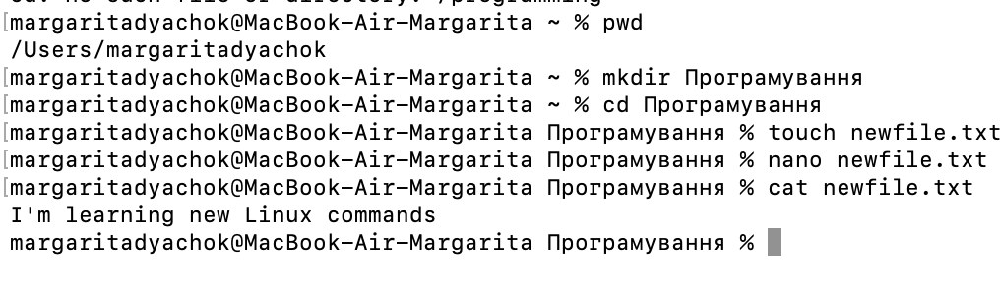 [margaritadyachok@MacBook-Air-Margarita ~ % pwd
/Users/margaritadyachok
[margaritadyachok@MacBook-Air-Margarita ~ % mkdir Програмування
[margaritadyachok@MacBook-Air-Margarita ~ % cd Програмування
[margaritadyachok@MacBook-Air-Margarita Програмування % touch newfile.txt
[margaritadyachok@MacBook-Air-Margarita Програмування % nano newfile.txt
[margaritadyachok@MacBook-Air-Margarita Програмування % cat newfile.txt
I'm learning new Linux commands
margaritadyachok@MacBook-Air-Margarita Програмування %